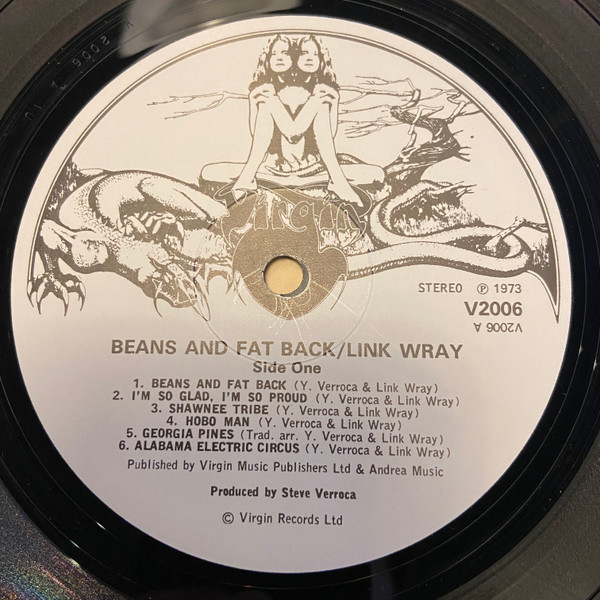 Virgin
STEREO ℗ 1973
V2006
V2006 A
BEANS AND FAT BACK/LINK WRAY
Side One
1. BEANS AND FAT BACK (Y. Verroca & Link Wray)
2. I'M SO GLAD, I'M SO PROUD (Y. Verroca & Link Wray)
3. SHAWNEE TRIBE (Y. Verroca & Link Wray)
4. HOBO MAN (Y. Verroca & Link Wray)
5. GEORGIA PINES (Trad. arr. Y. Verroca & Link Wray)
6. ALABAMA ELECTRIC CIRCUS (Y. Verroca & Link Wray)
Published by Virgin Music Publishers Ltd & Andrea Music
Produced by Steve Verroca
© Virgin Records Ltd